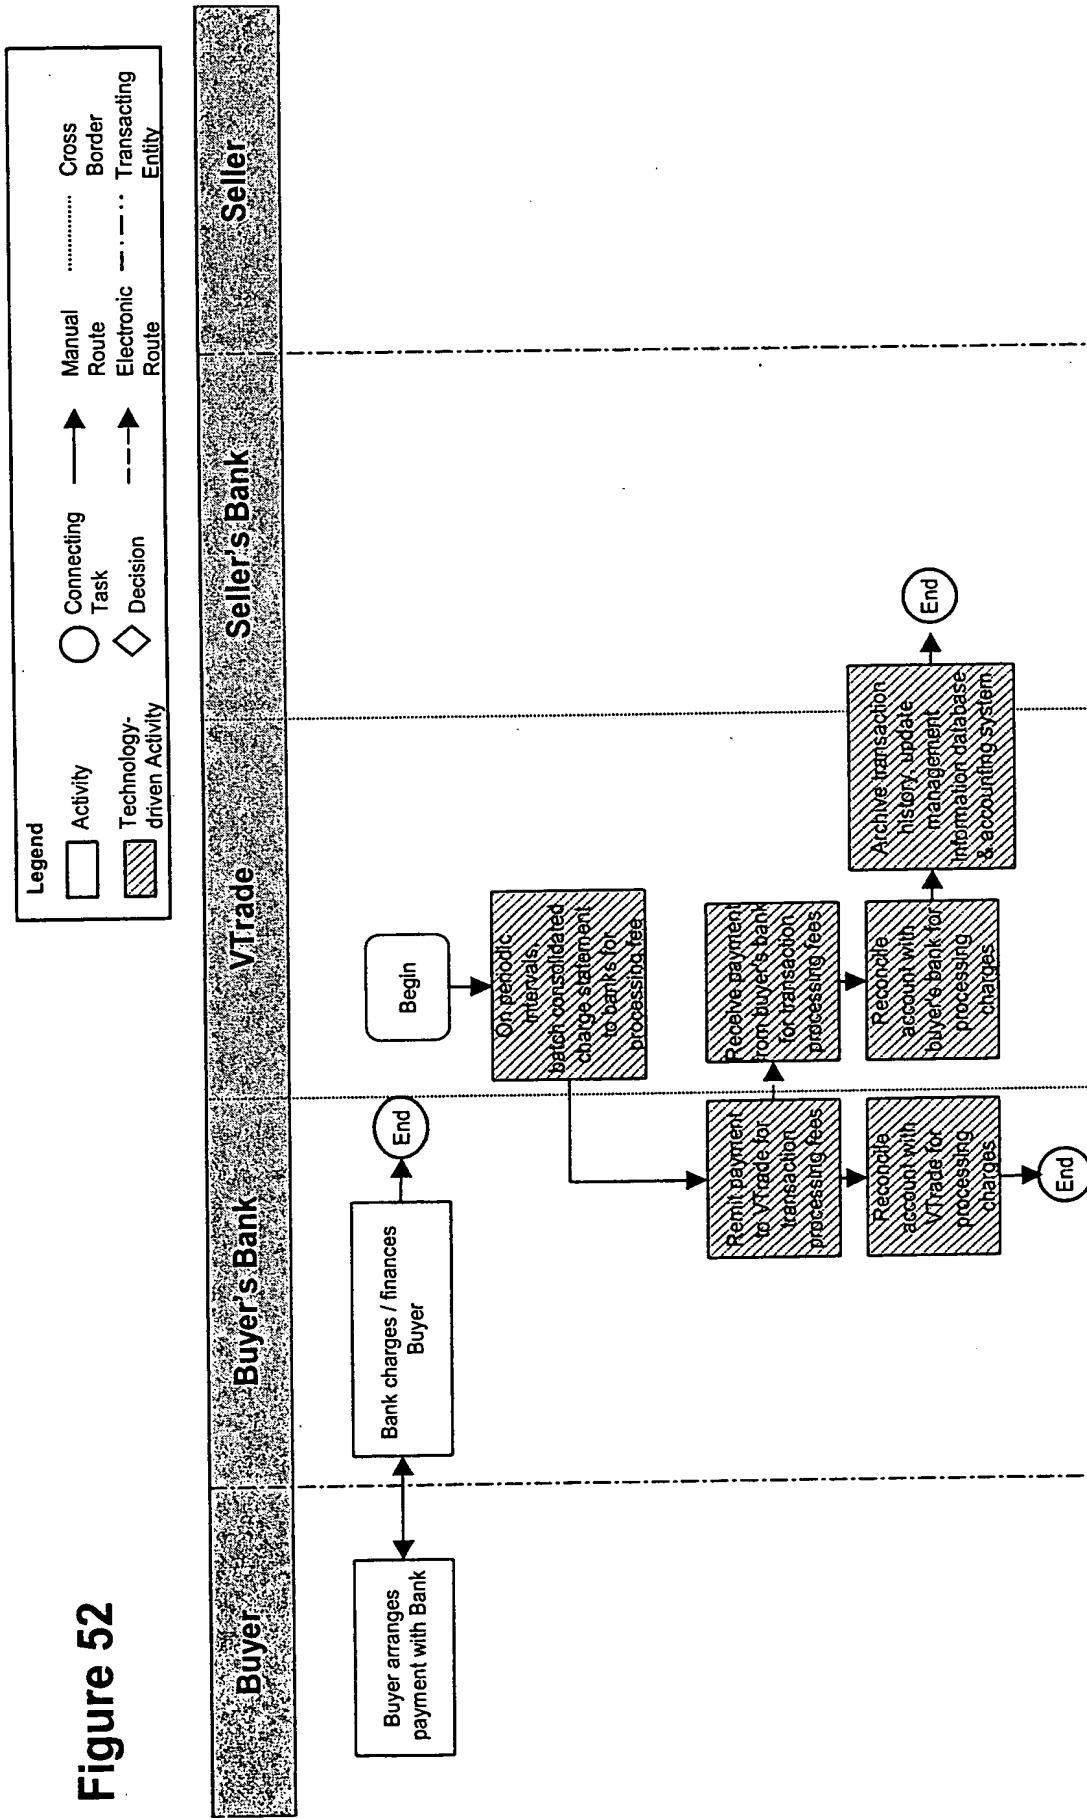 Figure 52
Legend
Activity
Technology-
driven Activity
Connecting
Task
Decision
Manual
Route
Electronic
Route
Cross
Border
Transacting
Entity
Buyer
Buyer's Bank
VTrade
Seller's Bank
Seller
Buyer arranges
payment with Bank
Bank charges / finances
Buyer
End
Begin
On periodic
intervals,
batch consolidated
charge statement
to banks for
processing fee
Remit payment
to VTrade for
transaction
processing fees
Receive payment
from buyer's bank
for transaction
processing fees
Reconcile
account with
VTrade for
processing
charges
End
Reconcile
account with
buyer's bank for
processing
charges
Archive transaction
history, update
management
information database
& accounting system
End